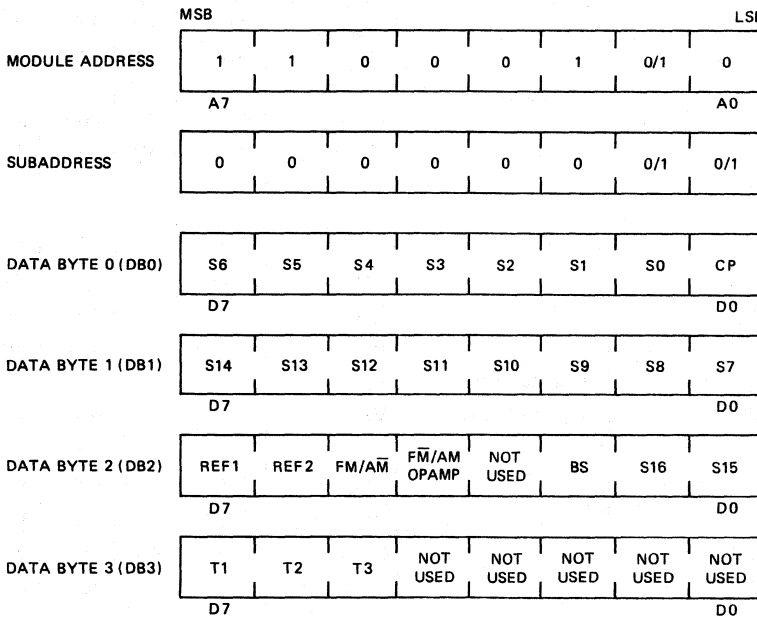 MSB LSB
MODULE ADDRESS 1 1 0 0 0 1 0/1 0
A7 A0
SUBADDRESS 0 0 0 0 0 0 0/1 0/1
DATA BYTE 0 (DB0) S6 S5 S4 S3 S2 S1 S0 CP
D7 D0
DATA BYTE 1 (DB1) S14 S13 S12 S11 S10 S9 S8 S7
D7 D0
DATA BYTE 2 (DB2) REF1 REF2 FM/AM̅ FM̅/AM OPAMP NOT USED BS S16 S15
D7 D0
DATA BYTE 3 (DB3) T1 T2 T3 NOT USED NOT USED NOT USED NOT USED NOT USED
D7 D0